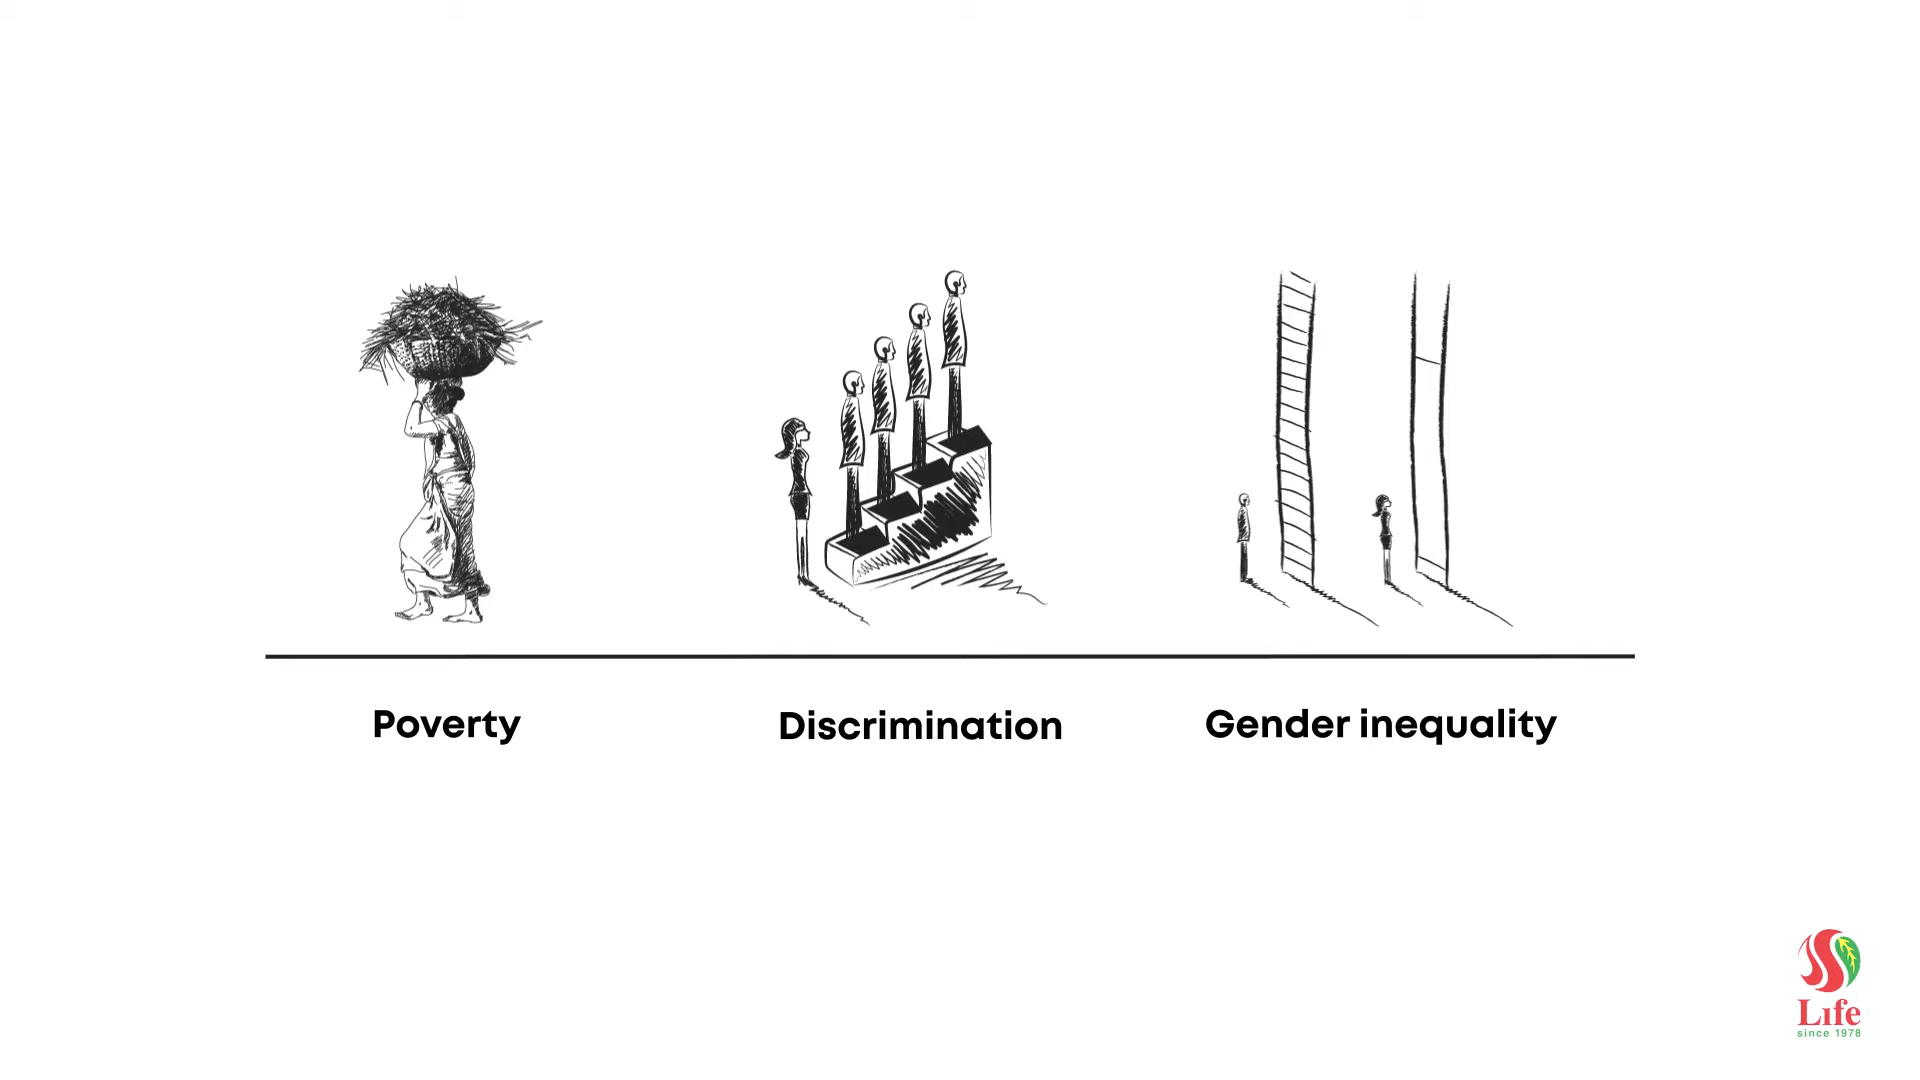 Poverty
Discrimination
Gender inequality
Life
since 1978